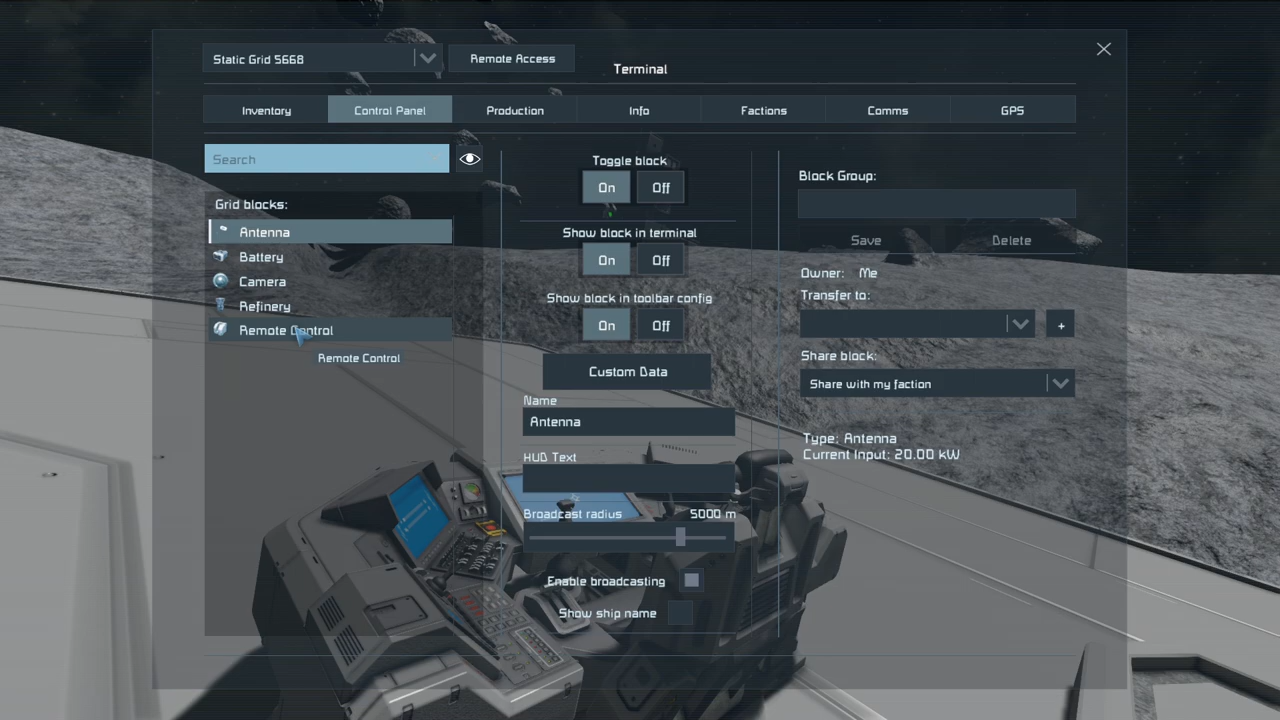 Static Grid 5668
Remote Access
Terminal
Inventory
Control Panel
Production
Info
Factions
Comms
GPS
Search
Grid blocks:
Antenna
Battery
Camera
Refinery
Remote Control
Remote Control
Toggle block
On
Off
Show block in terminal
On
Off
Show block in toolbar config
On
Off
Custom Data
Name
Antenna
HUD Text
Broadcast radius 5000 m
Enable broadcasting
Show ship name
Block Group:
Save
Delete
Owner: Me
Transfer to:
+
Share block:
Share with my faction
Type: Antenna
Current Input: 20.00 kW